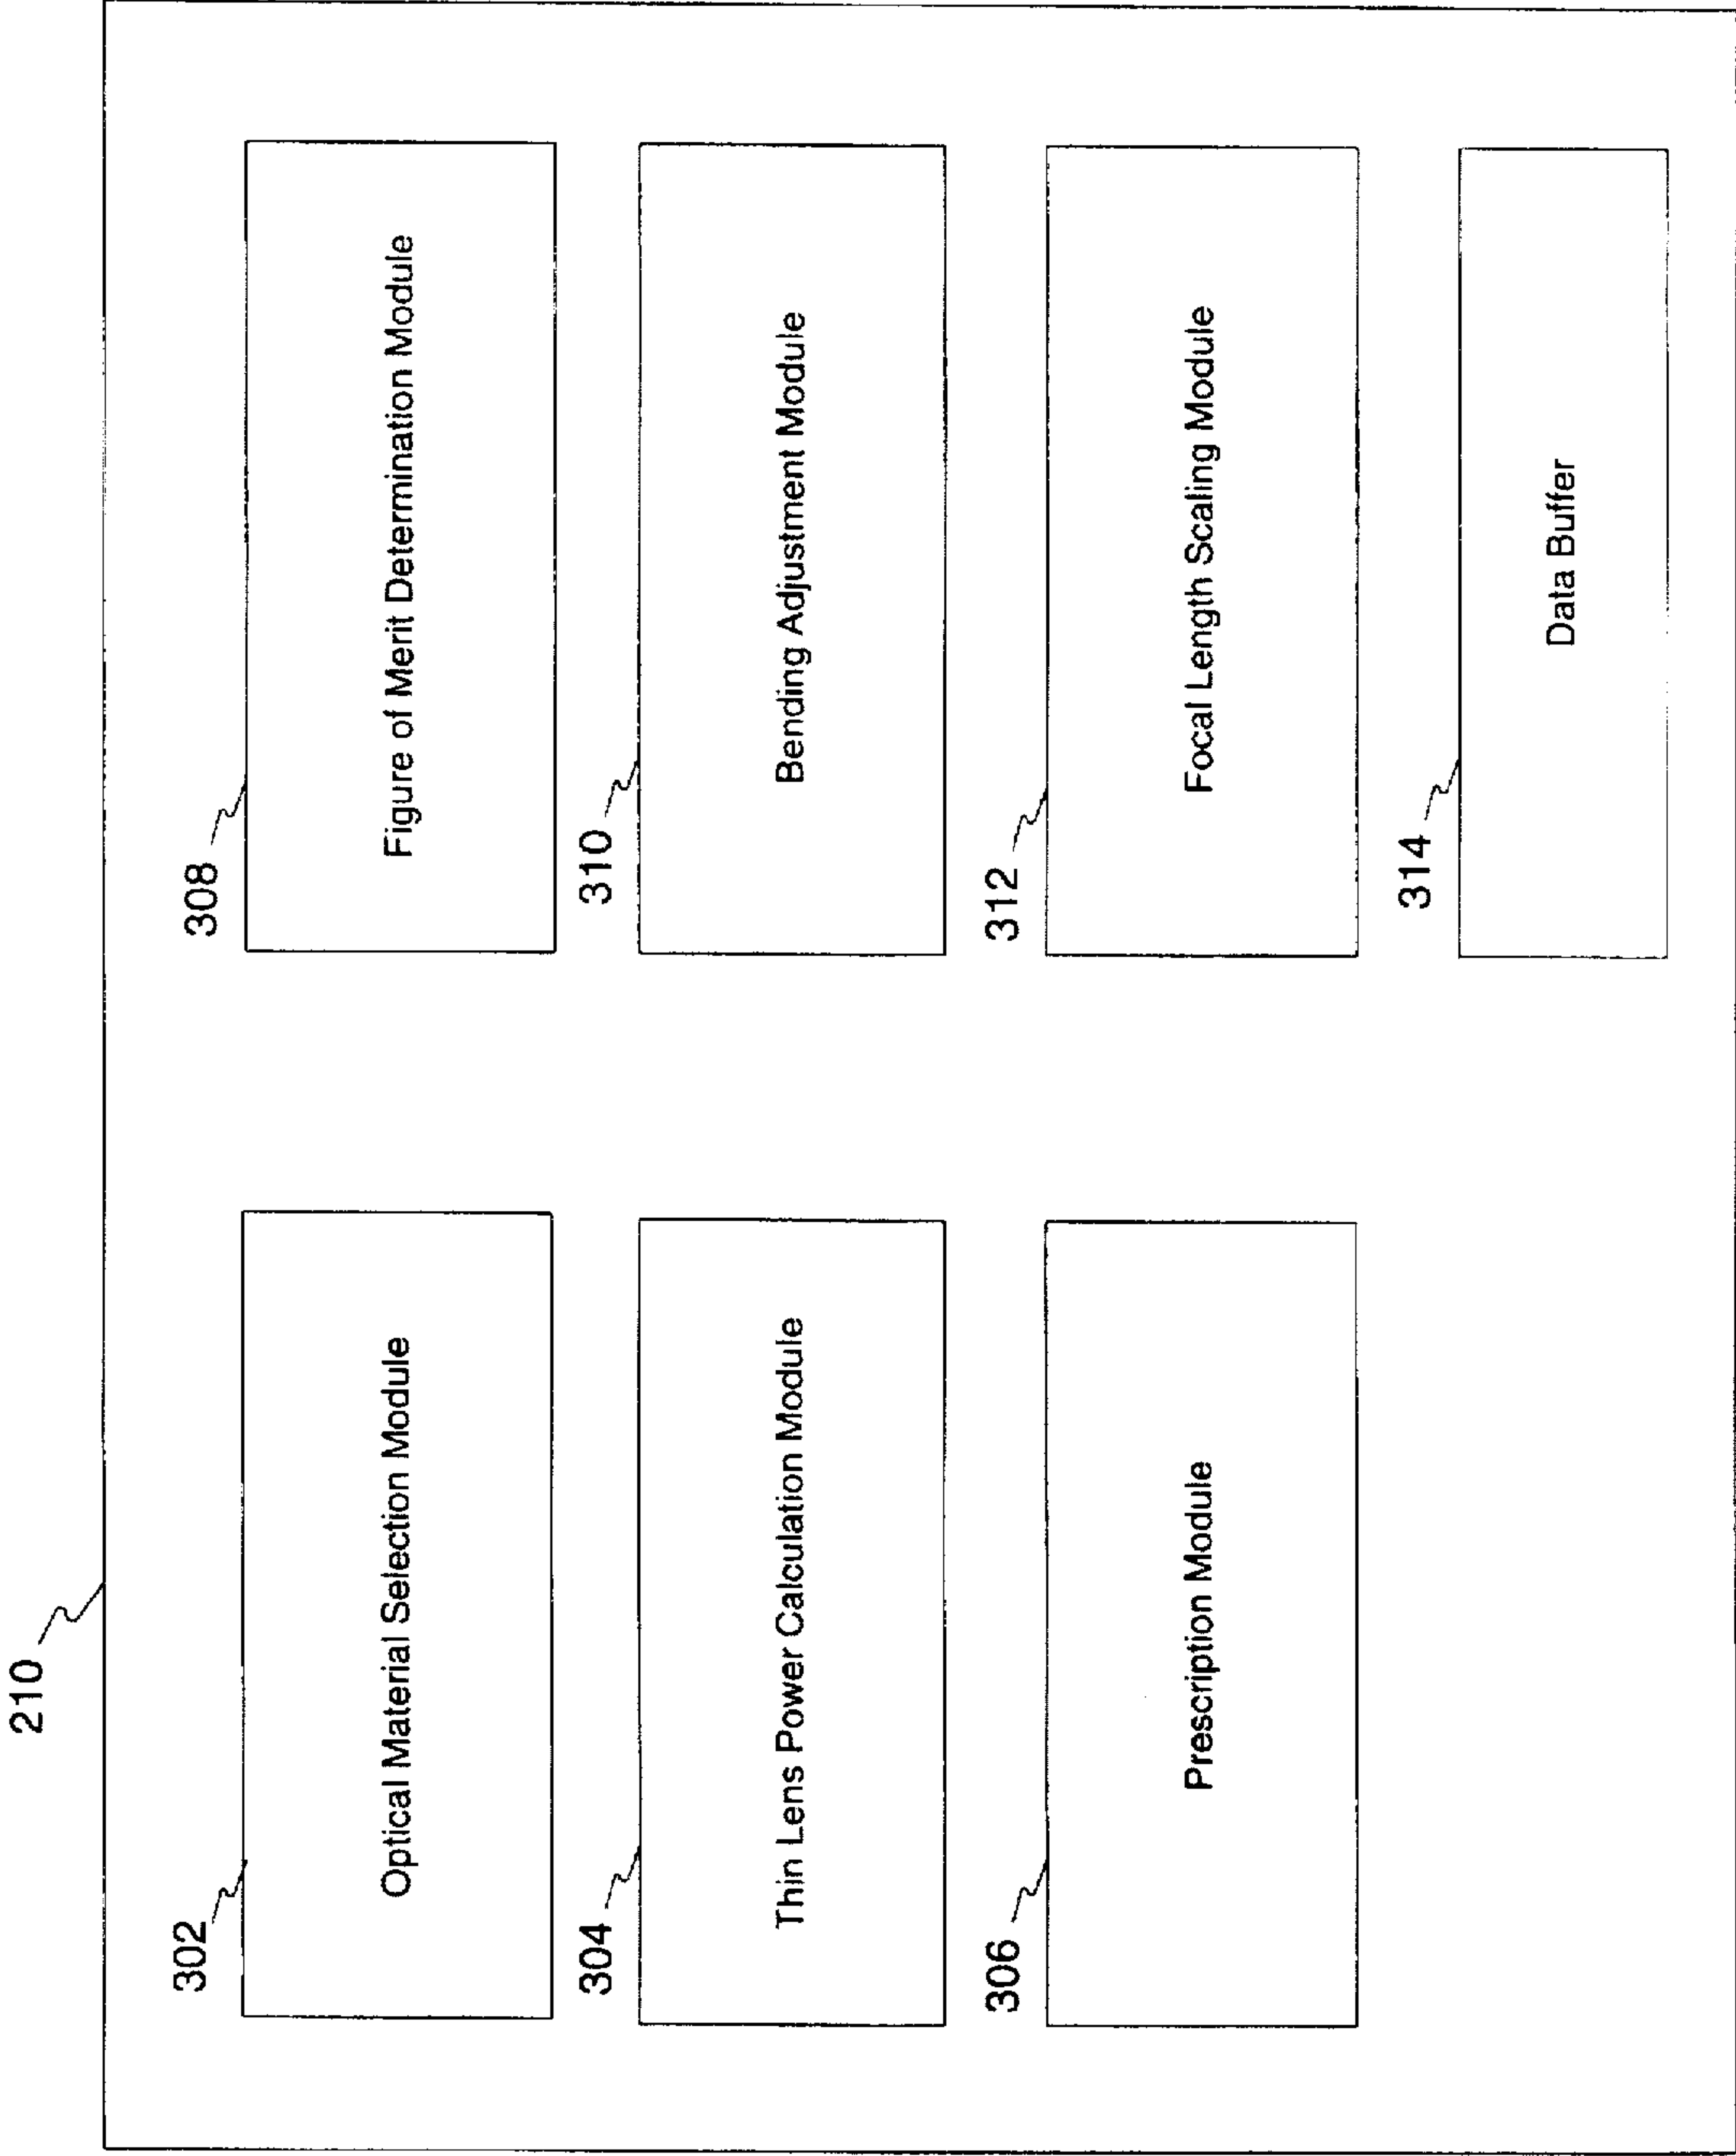 210
302
Optical Material Selection Module
304
Thin Lens Power Calculation Module
306
Prescription Module
308
Figure of Merit Determination Module
310
Bending Adjustment Module
312
Focal Length Scaling Module
314
Data Buffer